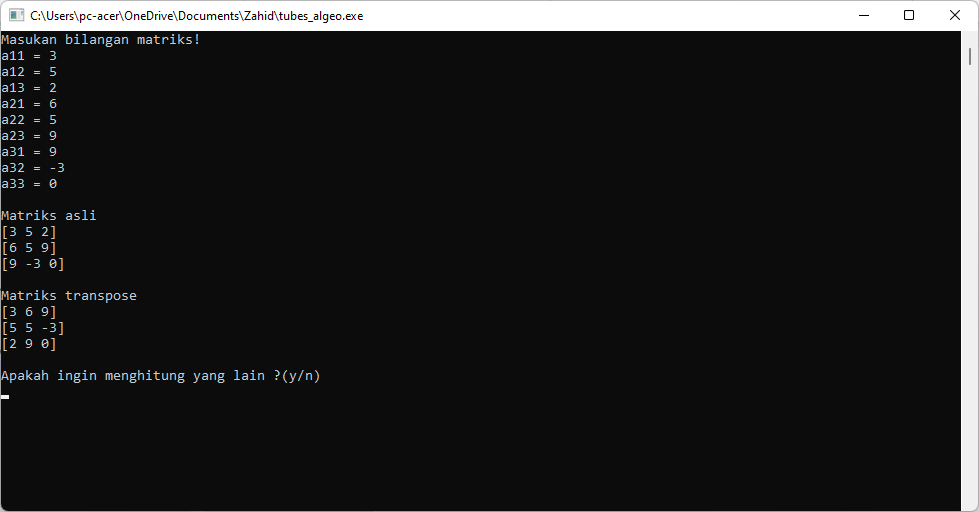 C:\Users\pc-acer\OneDrive\Documents\Zahid\tubes_algeo.exe
Masukan bilangan matriks!
a11 = 3
a12 = 5
a13 = 2
a21 = 6
a22 = 5
a23 = 9
a31 = 9
a32 = -3
a33 = 0
Matriks asli
[3 5 2]
[6 5 9]
[9 -3 0]
Matriks transpose
[3 6 9]
[5 5 -3]
[2 9 0]
Apakah ingin menghitung yang lain ?(y/n)